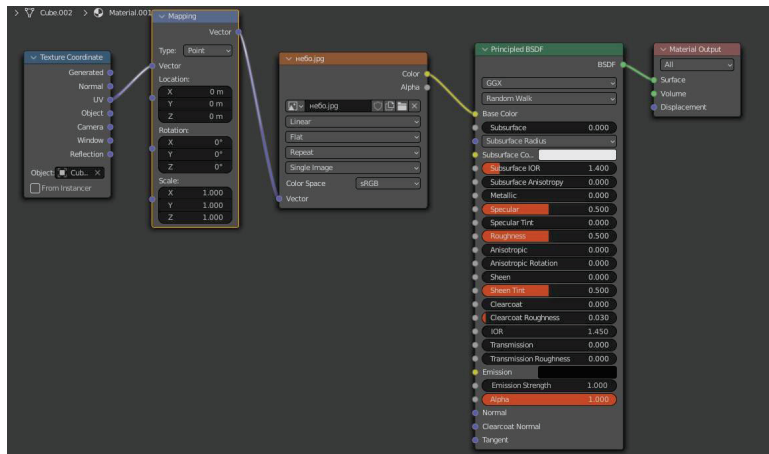 Cube.002 > Material.001
Texture Coordinate
Generated
Normal
UV
Object
Camera
Window
Reflection
Object: Cub..
From Instancer
Mapping
Vector
Type: Point
Vector
Location:
X 0 m
Y 0 m
Z 0 m
Rotation:
X 0°
Y 0°
Z 0°
Scale:
X 1.000
Y 1.000
Z 1.000
небо.jpg
Color
Alpha
небо.jpg
Linear
Flat
Repeat
Single Image
Color Space sRGB
Vector
Principled BSDF
BSDF
GGX
Random Walk
Base Color
Subsurface 0.000
Subsurface Radius
Subsurface Co..
Subsurface IOR 1.400
Subsurface Anisotropy 0.000
Metallic 0.000
Specular 0.500
Specular Tint 0.000
Roughness 0.500
Anisotropic 0.000
Anisotropic Rotation 0.000
Sheen 0.000
Sheen Tint 0.500
Clearcoat 0.000
Clearcoat Roughness 0.030
IOR 1.450
Transmission 0.000
Transmission Roughness 0.000
Emission
Emission Strength 1.000
Alpha 1.000
Normal
Clearcoat Normal
Tangent
Material Output
All
Surface
Volume
Displacement